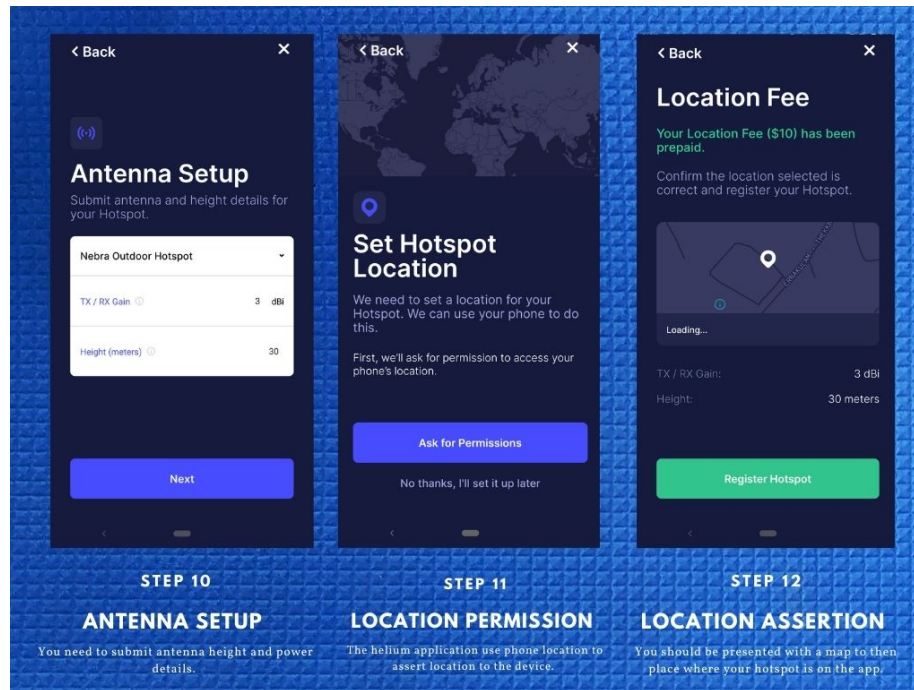 < Back
×
Antenna Setup
Submit antenna and height details for
your Hotspot.
Nebra Outdoor Hotspot
TX / RX Gain
3 dBi
Height (meters)
30
Next
STEP 10
ANTENNA SETUP
You need to submit antenna height and power
details.
< Back
×
Set Hotspot
Location
We need to set a location for your
Hotspot. We can use your phone to do
this.
First, we'll ask for permission to access your
phone's location.
Ask for Permissions
No thanks, I'll set it up later
STEP 11
LOCATION PERMISSION
The helium application use phone location to
assert location to the device.
< Back
×
Location Fee
Your Location Fee ($10) has been
prepaid.
Confirm the location selected is
correct and register your Hotspot.
Loading...
TX / RX Gain:
3 dBi
Height:
30 meters
Register Hotspot
STEP 12
LOCATION ASSERTION
You should be presented with a map to then
place where your hotspot is on the app.